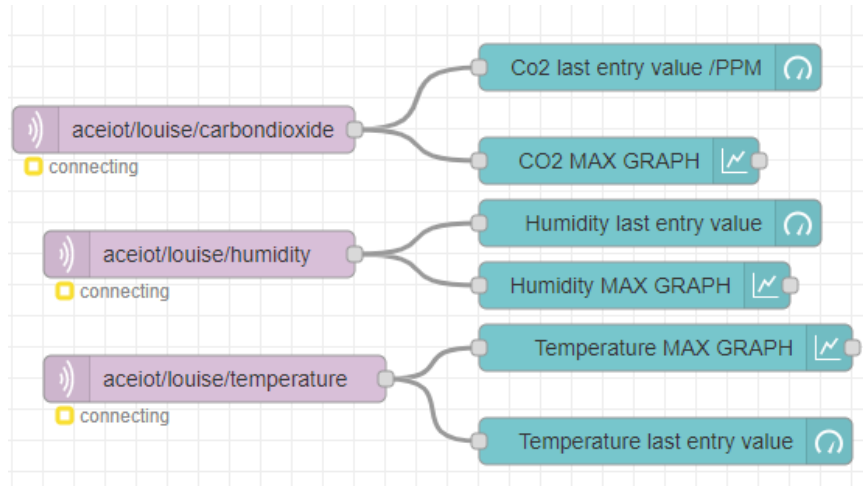 Co2 last entry value /PPM
aceiot/louise/carbondioxide
connecting
CO2 MAX GRAPH
Humidity last entry value
aceiot/louise/humidity
connecting
Humidity MAX GRAPH
Temperature MAX GRAPH
aceiot/louise/temperature
connecting
Temperature last entry value